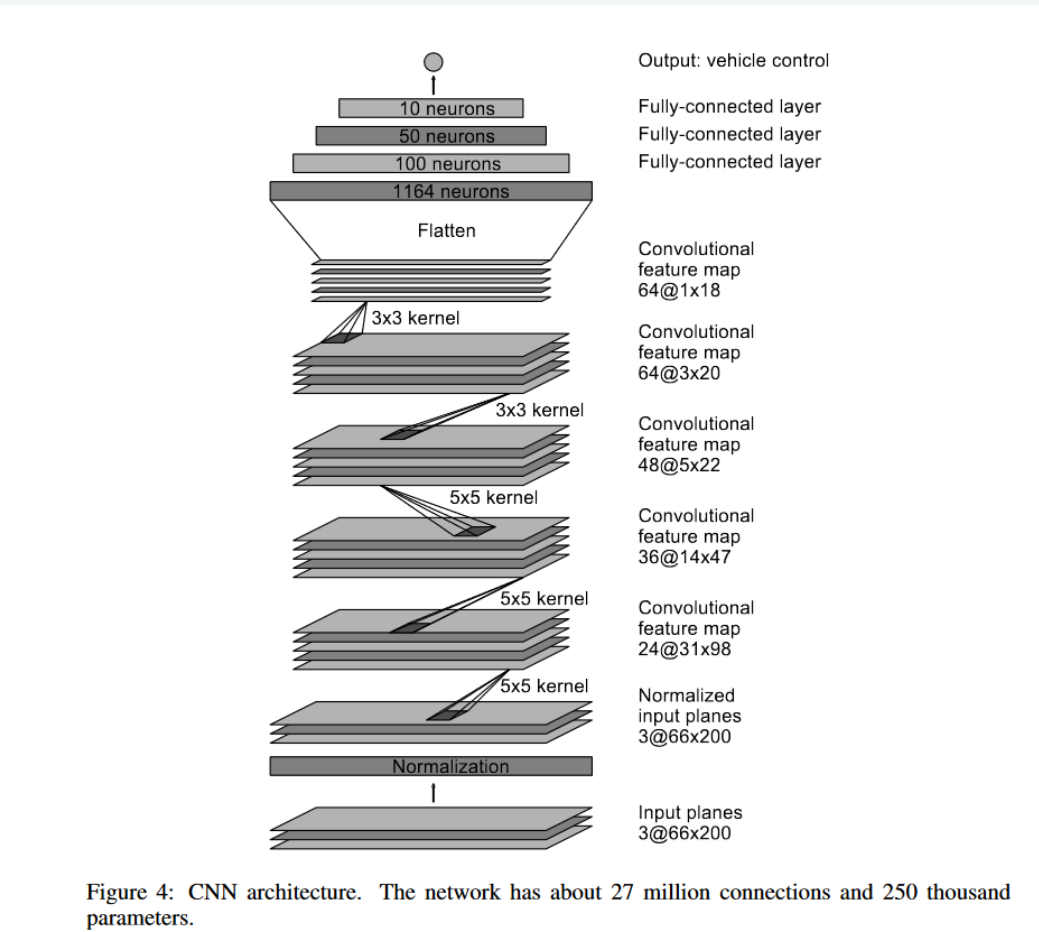 Output: vehicle control
10 neurons
Fully-connected layer
50 neurons
Fully-connected layer
100 neurons
Fully-connected layer
1164 neurons
Flatten
Convolutional
feature map
64@1x18
3x3 kernel
Convolutional
feature map
64@3x20
3x3 kernel
Convolutional
feature map
48@5x22
5x5 kernel
Convolutional
feature map
36@14x47
5x5 kernel
Convolutional
feature map
24@31x98
5x5 kernel
Normalized
input planes
3@66x200
Normalization
Input planes
3@66x200
Figure 4: CNN architecture. The network has about 27 million connections and 250 thousand
parameters.